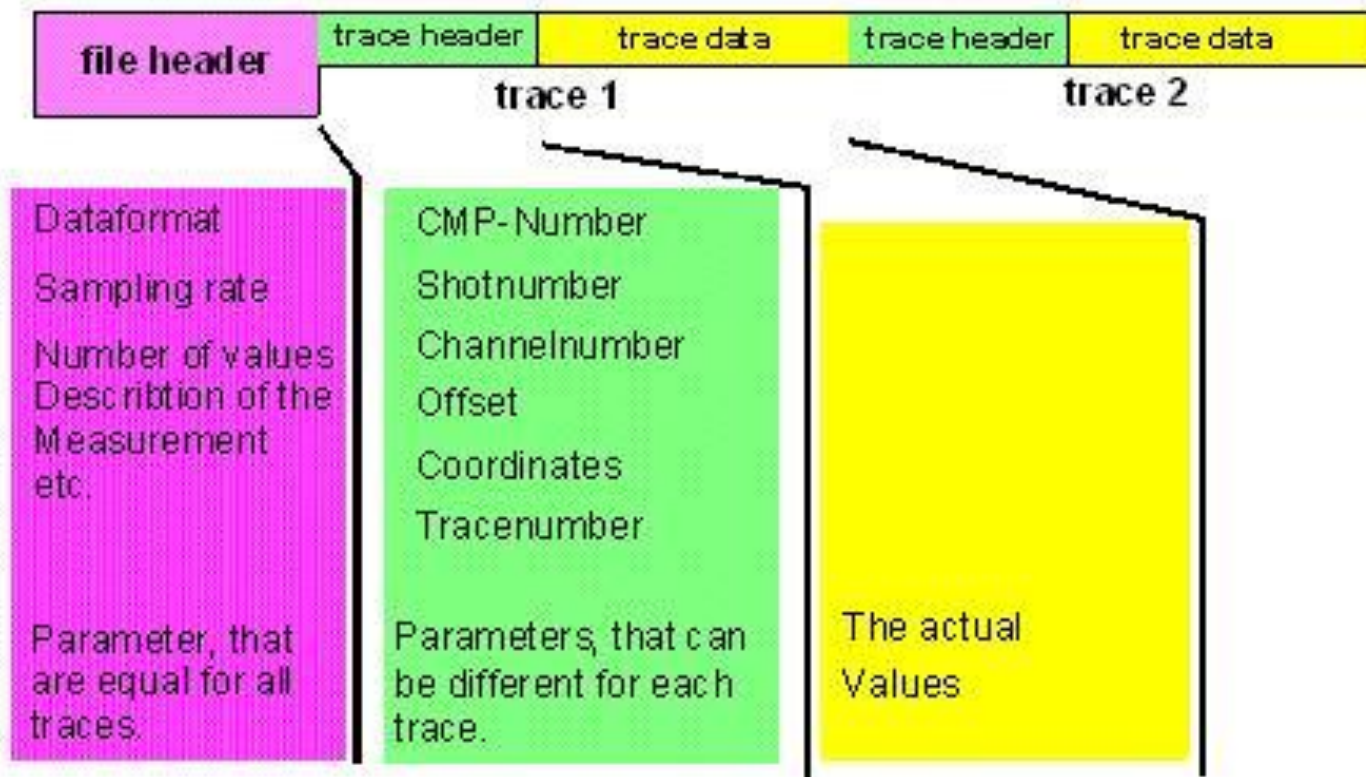 file header
trace header
trace data
trace header
trace data
trace 1
trace 2
Dataformat
Sampling rate
Number of values
Describtion of the
Measurement
etc.
Parameter, that
are equal for all
traces.
CMP-Number
Shotnumber
Channelnumber
Offset
Coordinates
Tracenumber
Parameters, that can
be different for each
trace.
The actual
Values